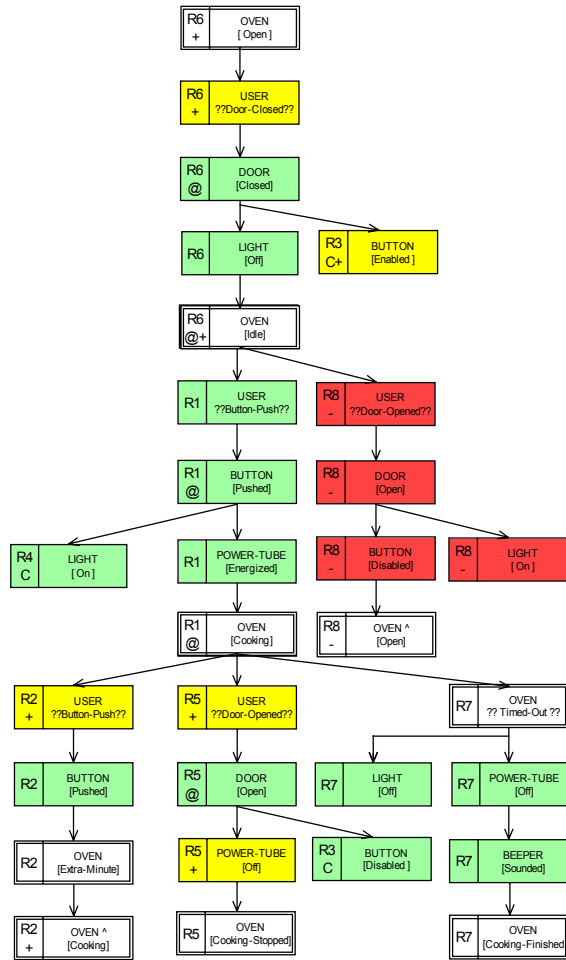 R6
+
OVEN
[ Open ]
R6
+
USER
??Door-Closed??
R6
@
DOOR
[Closed]
R6
LIGHT
[Off]
R3
C+
BUTTON
[Enabled ]
R6
@+
OVEN
[Idle]
R1
USER
??Button-Push??
R8
-
USER
??Door-Opened??
R1
@
BUTTON
[Pushed]
R8
-
DOOR
[Open]
R4
C
LIGHT
[ On]
R1
POWER-TUBE
[Energized]
R8
-
BUTTON
[Disabled]
R8
-
LIGHT
[ On]
R1
@
OVEN
[Cooking]
R8
-
OVEN ^
[Open]
R2
+
USER
??Button-Push??
R5
+
USER
??Door-Opened??
R7
OVEN
?? Timed-Out ??
R2
BUTTON
[Pushed]
R5
@
DOOR
[Open]
R7
LIGHT
[Off]
R7
POWER-TUBE
[Off]
R2
OVEN
[Extra-Minute]
R5
+
POWER-TUBE
[Off]
R3
C
BUTTON
[Disabled ]
R7
BEEPER
[Sounded]
R2
+
OVEN ^
[Cooking]
R5
OVEN
[Cooking-Stopped]
R7
OVEN
[Cooking-Finished